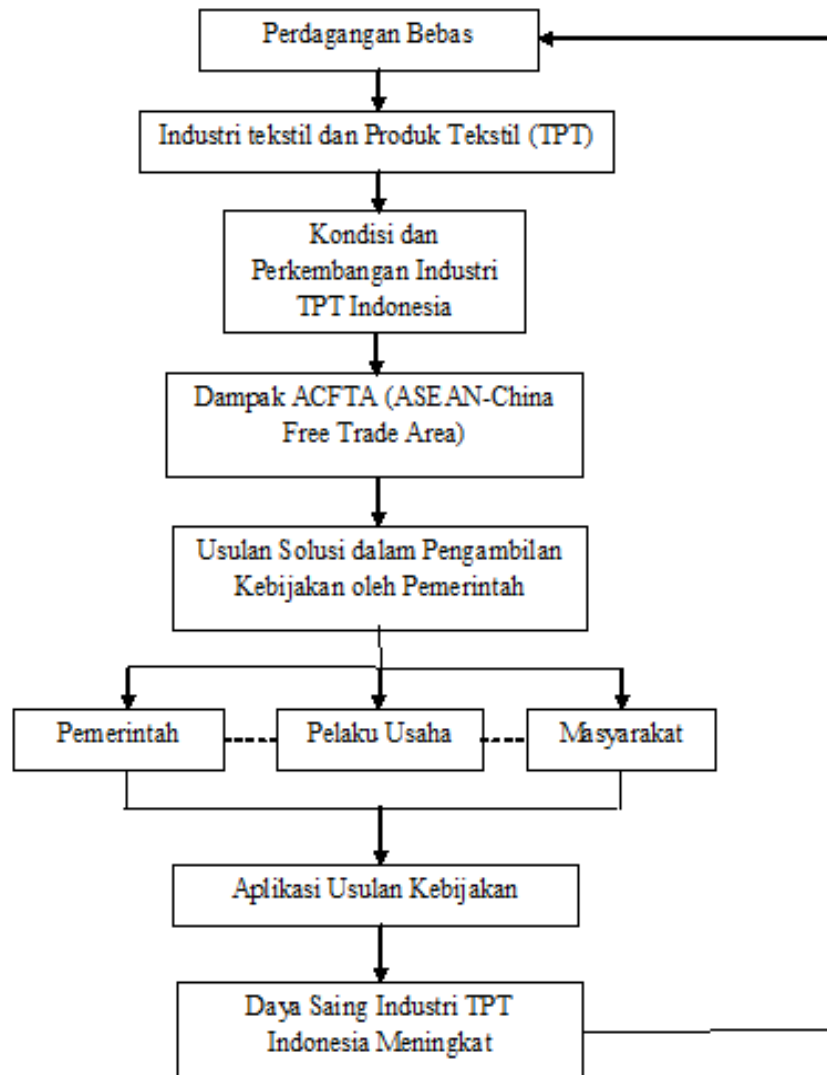 Perdagangan Bebas
Industri tekstil dan Produk Tekstil (TPT)
Kondisi dan
Perkembangan Industri
TPT Indonesia
Dampak ACFTA (ASEAN-China
Free Trade Area)
Usulan Solusi dalam Pengambilan
Kebijakan oleh Pemerintah
Pemerintah
Pelaku Usaha
Masyarakat
Aplikasi Usulan Kebijakan
Daya Saing Industri TPT
Indonesia Meningkat